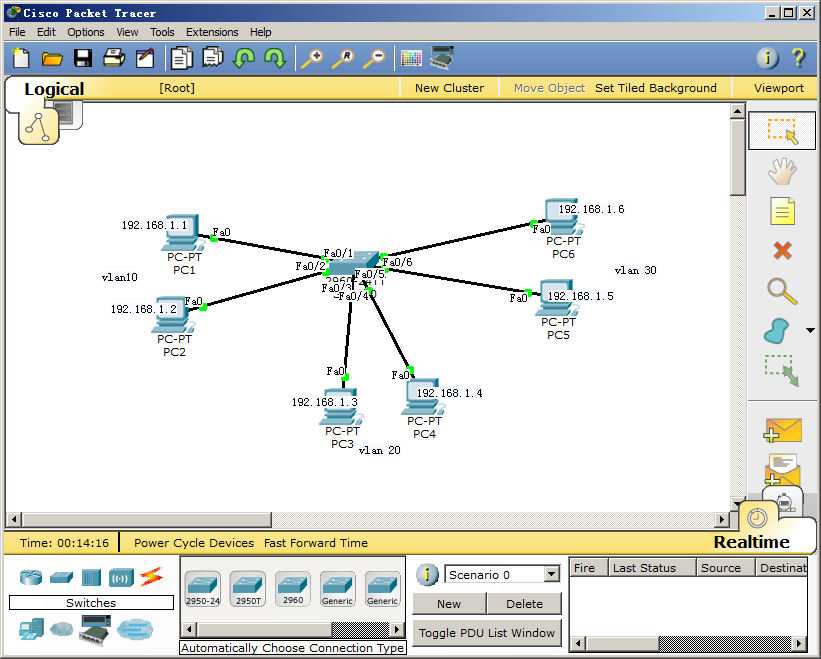 Cisco Packet Tracer
File Edit Options View Tools Extensions Help
Logical [Root] New Cluster Move Object Set Tiled Background Viewport
192.168.1.1
Fa0
PC-PT
PC1
vlan10
192.168.1.2
Fa0
PC-PT
PC2
Fa0/1
Fa0/2
Fa0/3
Fa0/4
Fa0/5
Fa0/6
192.168.1.6
Fa0
PC-PT
PC6
vlan 30
192.168.1.5
Fa0
PC-PT
PC5
Fa0
192.168.1.3
PC-PT
PC3
vlan 20
Fa0
192.168.1.4
PC-PT
PC4
Time: 00:14:16 Power Cycle Devices Fast Forward Time
Realtime
Switches
2950-24 2950T 2960 Generic Generic
Automatically Choose Connection Type
Scenario 0
New Delete
Toggle PDU List Window
Fire Last Status Source Destinat